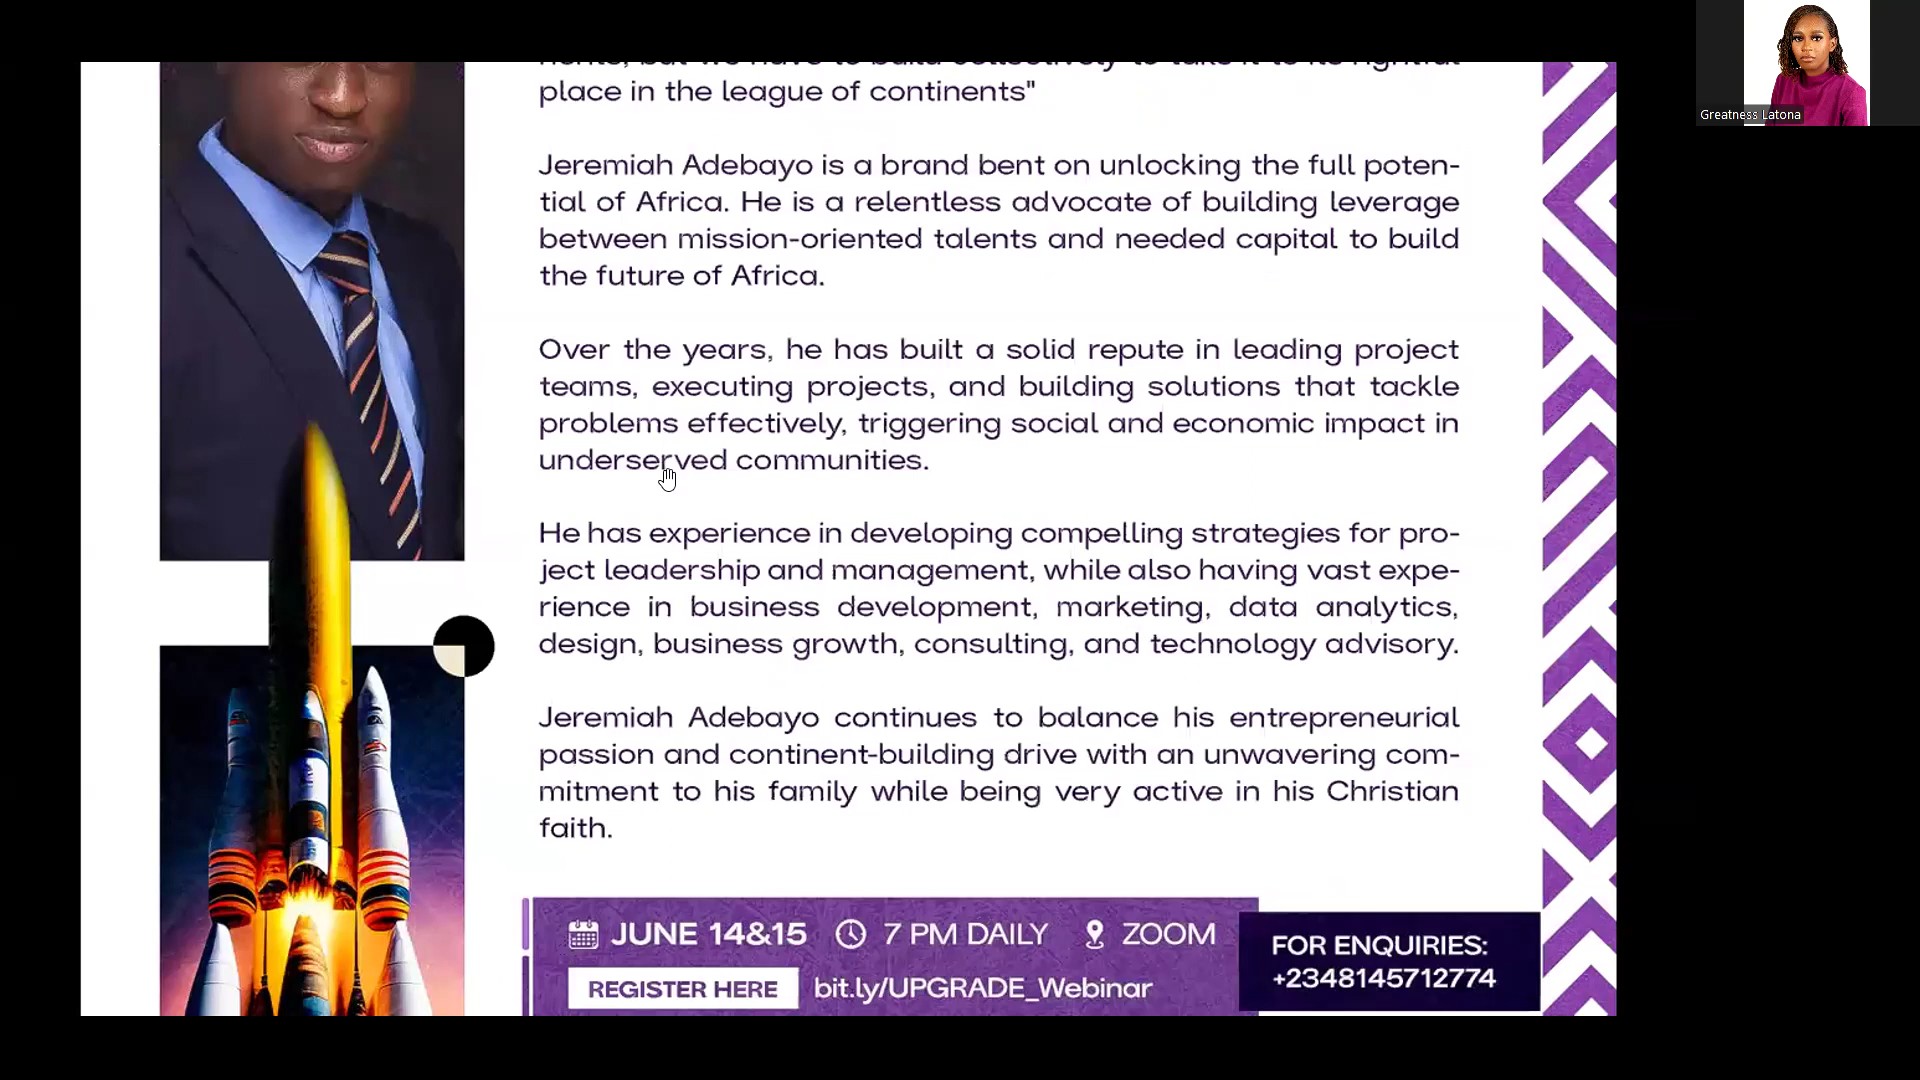 place in the league of continents"
Jeremiah Adebayo is a brand bent on unlocking the full poten-
tial of Africa. He is a relentless advocate of building leverage
between mission-oriented talents and needed capital to build
the future of Africa.
Over the years, he has built a solid repute in leading project
teams, executing projects, and building solutions that tackle
problems effectively, triggering social and economic impact in
underserved communities.
He has experience in developing compelling strategies for pro-
ject leadership and management, while also having vast expe-
rience in business development, marketing, data analytics,
design, business growth, consulting, and technology advisory.
Jeremiah Adebayo continues to balance his entrepreneurial
passion and continent-building drive with an unwavering com-
mitment to his family while being very active in his Christian
faith.
JUNE 14&15 7 PM DAILY ZOOM
REGISTER HERE bit.ly/UPGRADE_Webinar
FOR ENQUIRIES:
+2348145712774
Greatness Latona